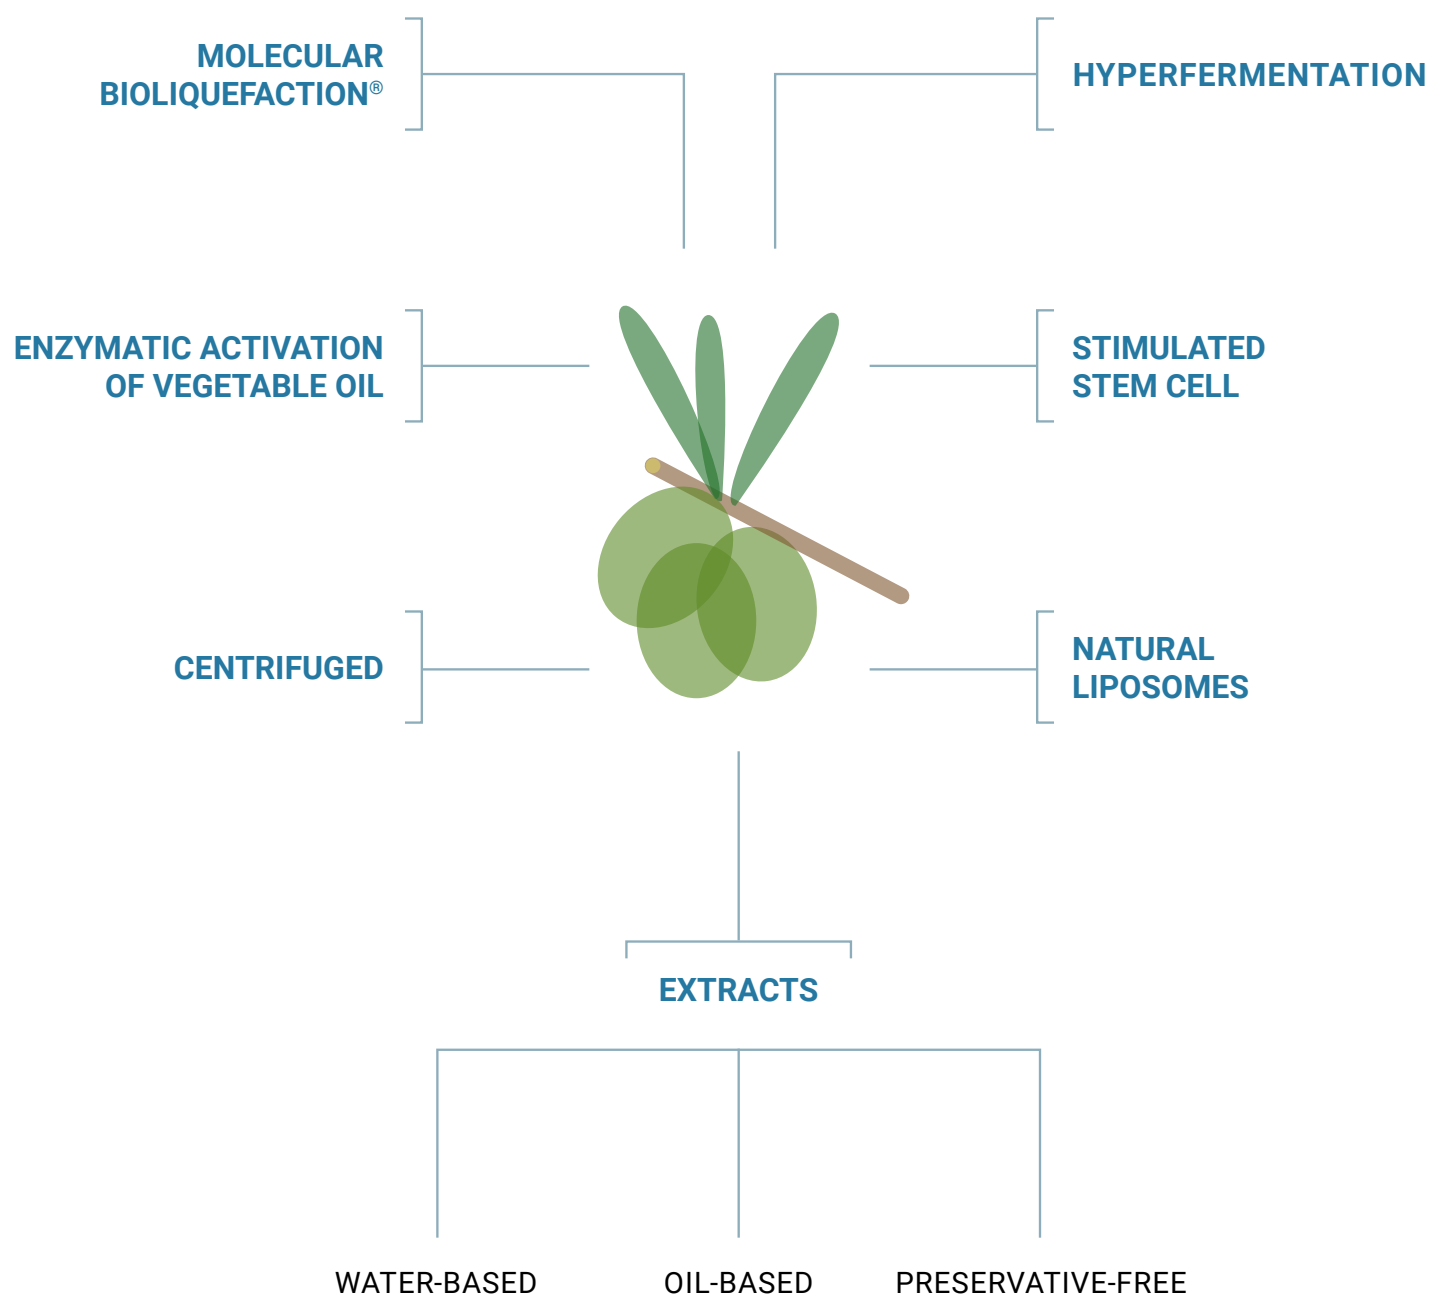 MOLECULAR
BIOLIQUEFACTION®
HYPERFERMENTATION
ENZYMATIC ACTIVATION
OF VEGETABLE OIL
STIMULATED
STEM CELL
CENTRIFUGED
NATURAL
LIPOSOMES
EXTRACTS
WATER-BASED
OIL-BASED
PRESERVATIVE-FREE